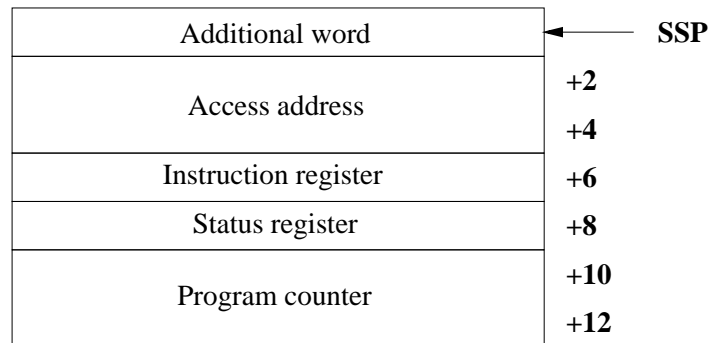 Additional word
SSP
+2
Access address
+4
Instruction register
+6
Status register
+8
+10
Program counter
+12